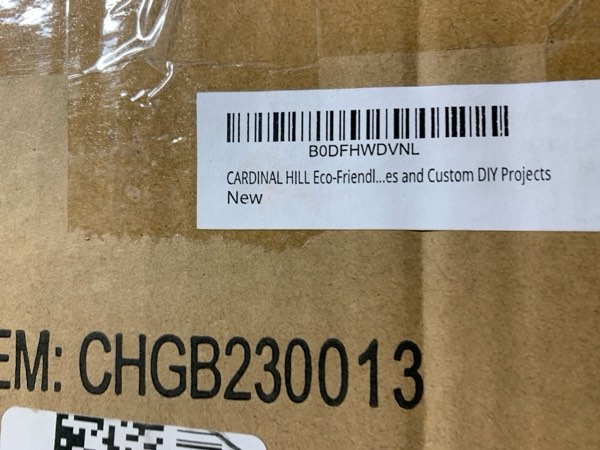 B0DFHWDVNL
CARDINAL HILL Eco-Friendl...es and Custom DIY Projects
New
EM: CHGB230013